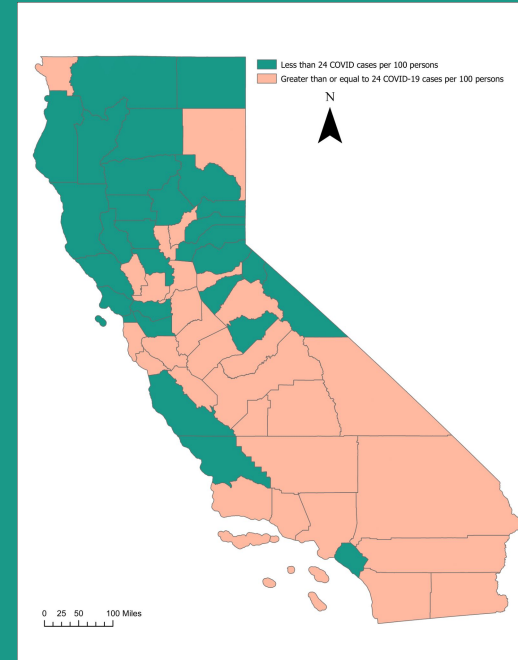 Less than 24 COVID cases per 100 persons
Greater than or equal to 24 COVID-19 cases per 100 persons
N
0 25 50 100 Miles